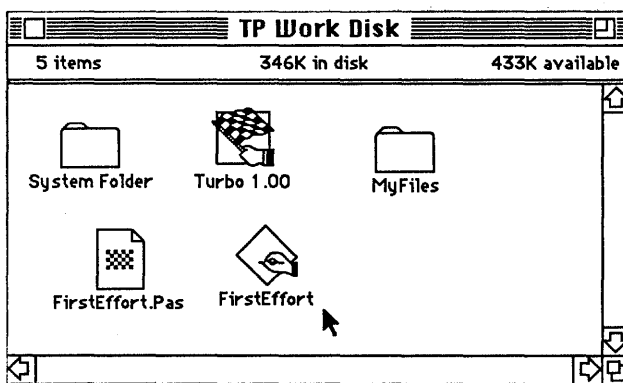 TP Work Disk
5 items 346K in disk 433K available
System Folder Turbo 1.00 MyFiles
FirstEffort.Pas FirstEffort